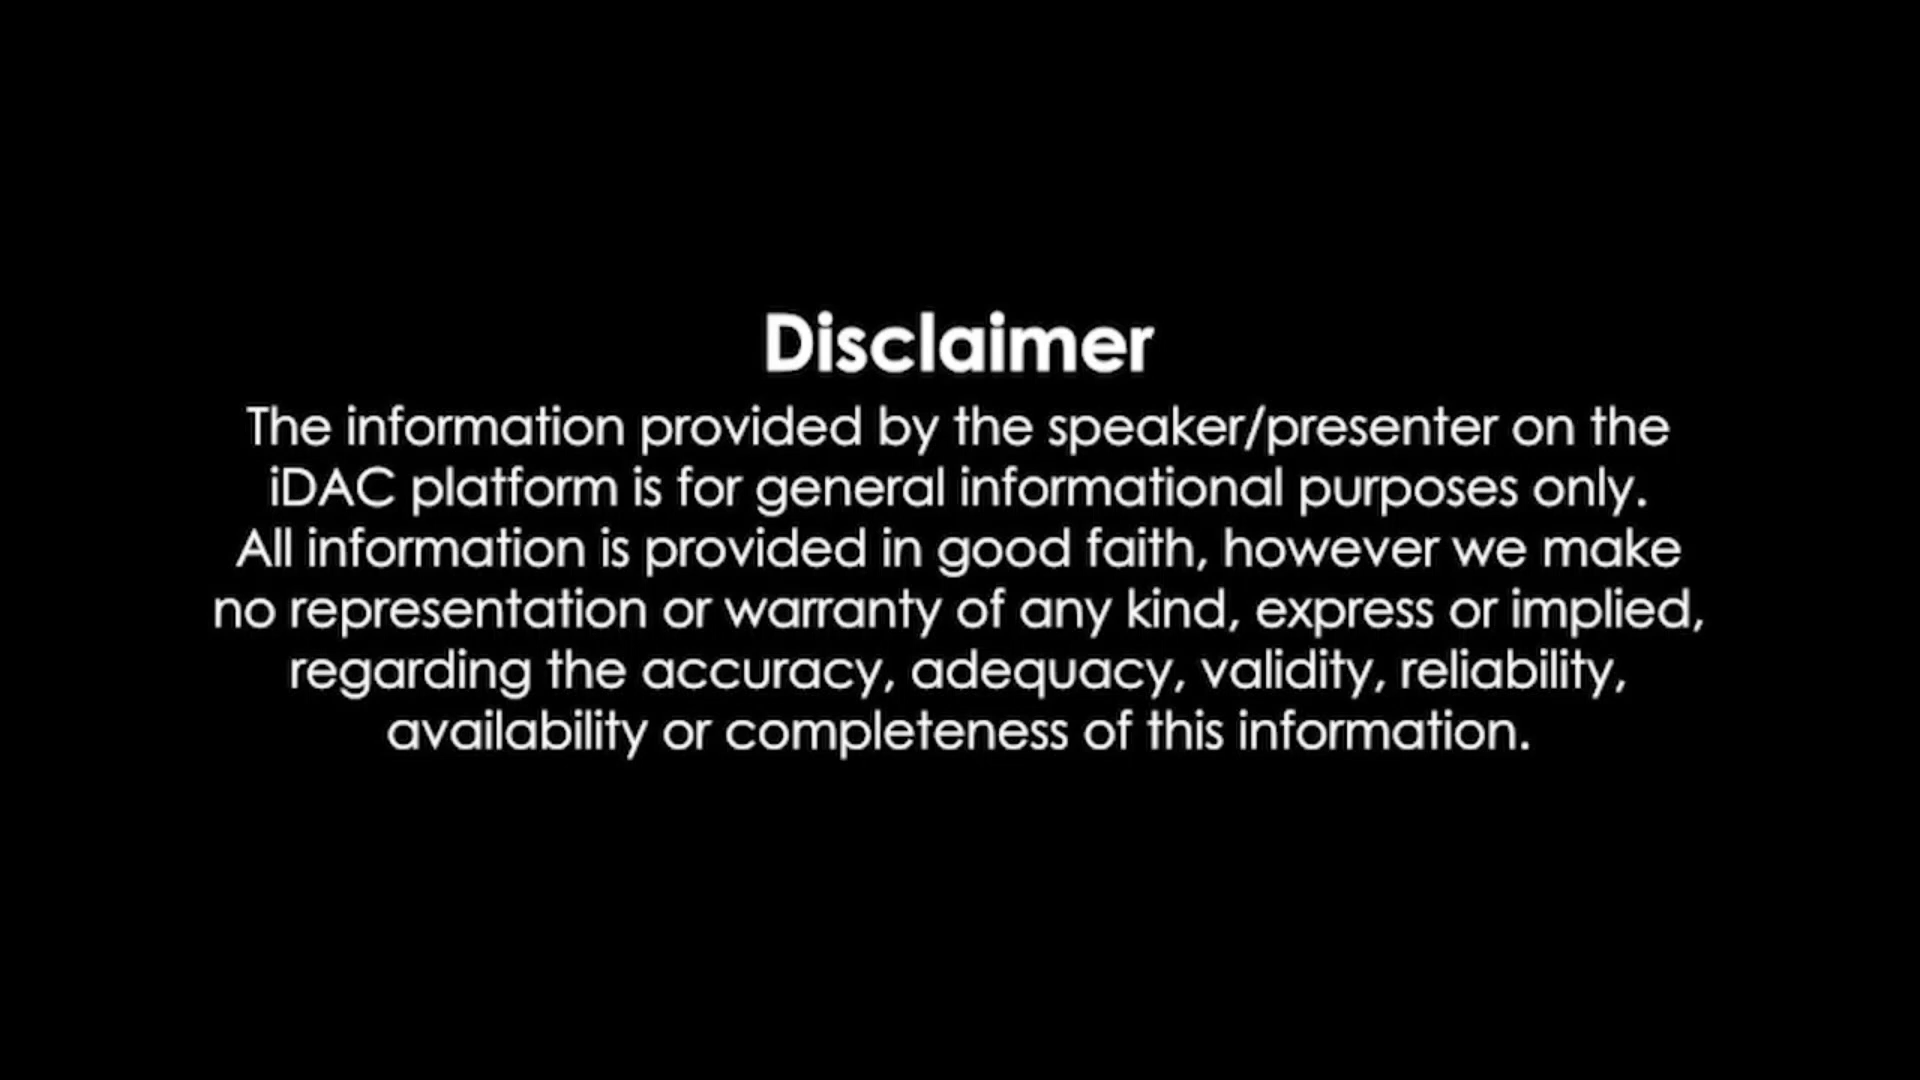 Disclaimer
The information provided by the speaker/presenter on the
iDAC platform is for general informational purposes only.
All information is provided in good faith, however we make
no representation or warranty of any kind, express or implied,
regarding the accuracy, adequacy, validity, reliability,
availability or completeness of this information.